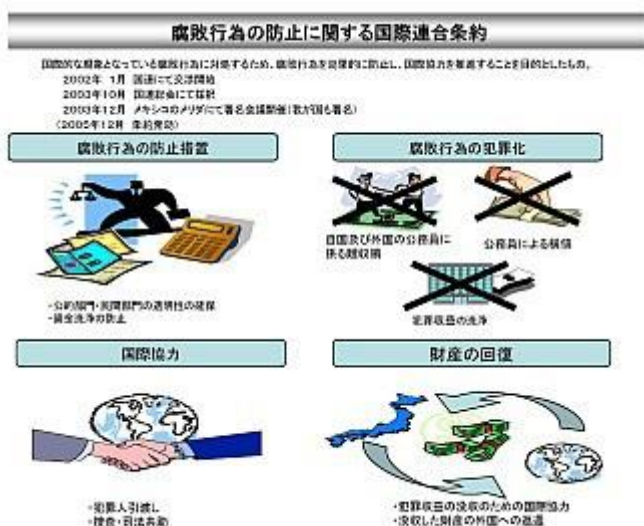 腐敗行為の防止に関する国際連合条約
国際的な現象となっている腐敗行為に対処するため、腐敗行為を効果的に防止し、国際協力を推進することを目的としたもの。
2002年 1月 国連にて交渉開始
2003年10月 国連総会にて採択
2003年12月 メキシコのメリダにて署名会議開催(我が国も署名)
(2005年12月 条約発効)
腐敗行為の防止措置
腐敗行為の犯罪化
自国及び外国の公務員に
係る贈収賄
公務員による横領
・公的部門・民間部門の透明性の確保
・資金洗浄の防止
犯罪収益の洗浄
国際協力
財産の回復
・犯罪人引渡し
・捜査・司法共助
・犯罪収益の没収のための国際協力
・没収した財産の外国への返還